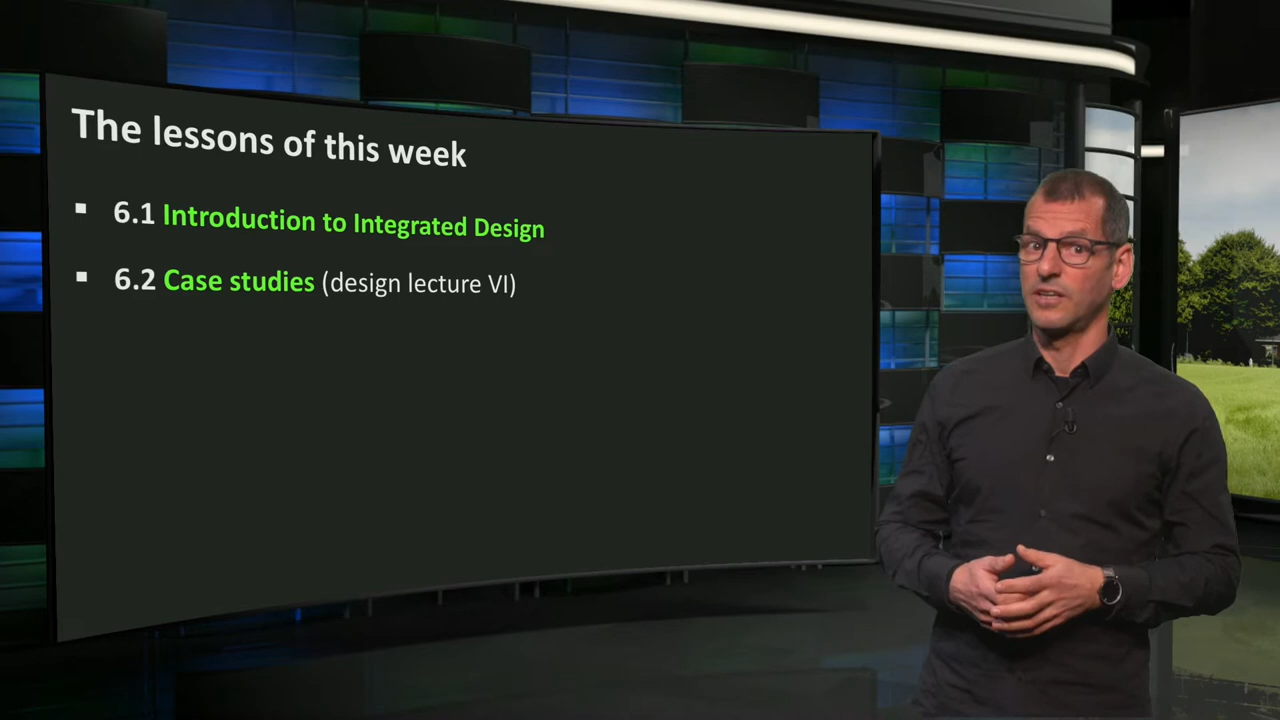 The lessons of this week
▪ 6.1 Introduction to Integrated Design
▪ 6.2 Case studies (design lecture VI)